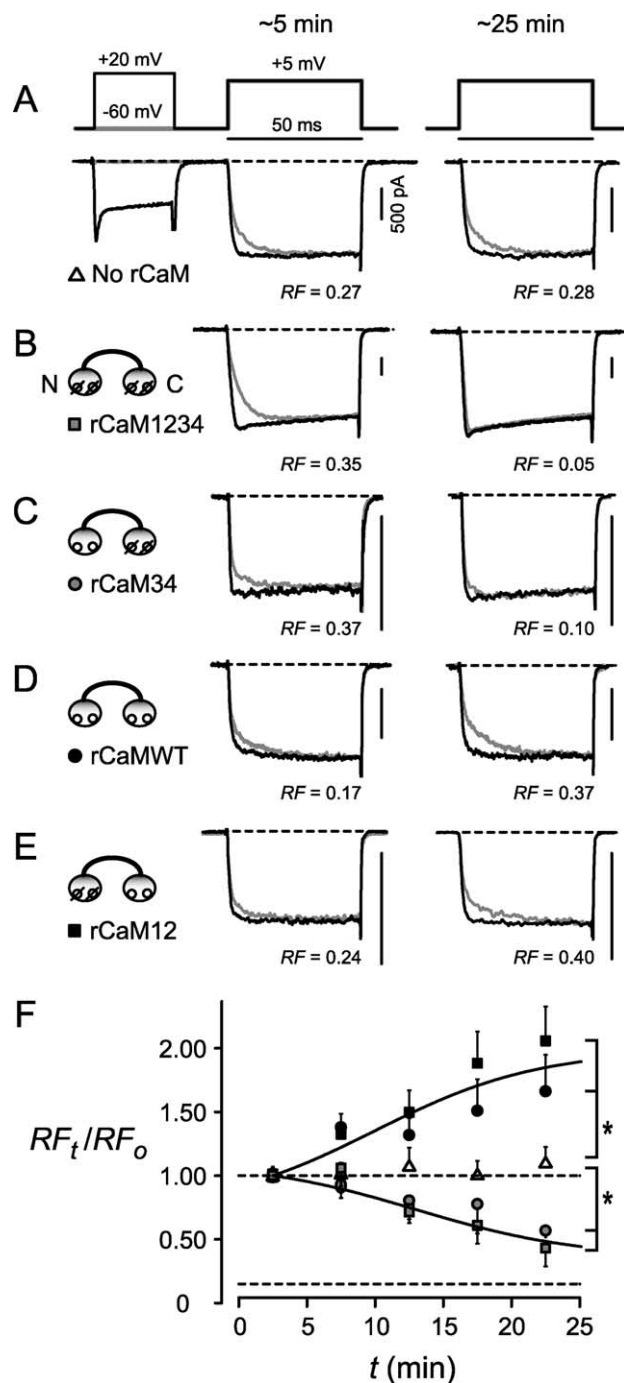 ~5 min ~25 min
A +20 mV +5 mV
-60 mV 50 ms
500 pA
△ No rCaM
RF = 0.27 RF = 0.28
B
N C
rCaM1234
RF = 0.35 RF = 0.05
C
rCaM34
RF = 0.37 RF = 0.10
D
rCaMWT
RF = 0.17 RF = 0.37
E
rCaM12
RF = 0.24 RF = 0.40
F
2.00
1.50
RFt/RFo
*
1.00
*
0.50
0
0 5 10 15 20 25
t (min)